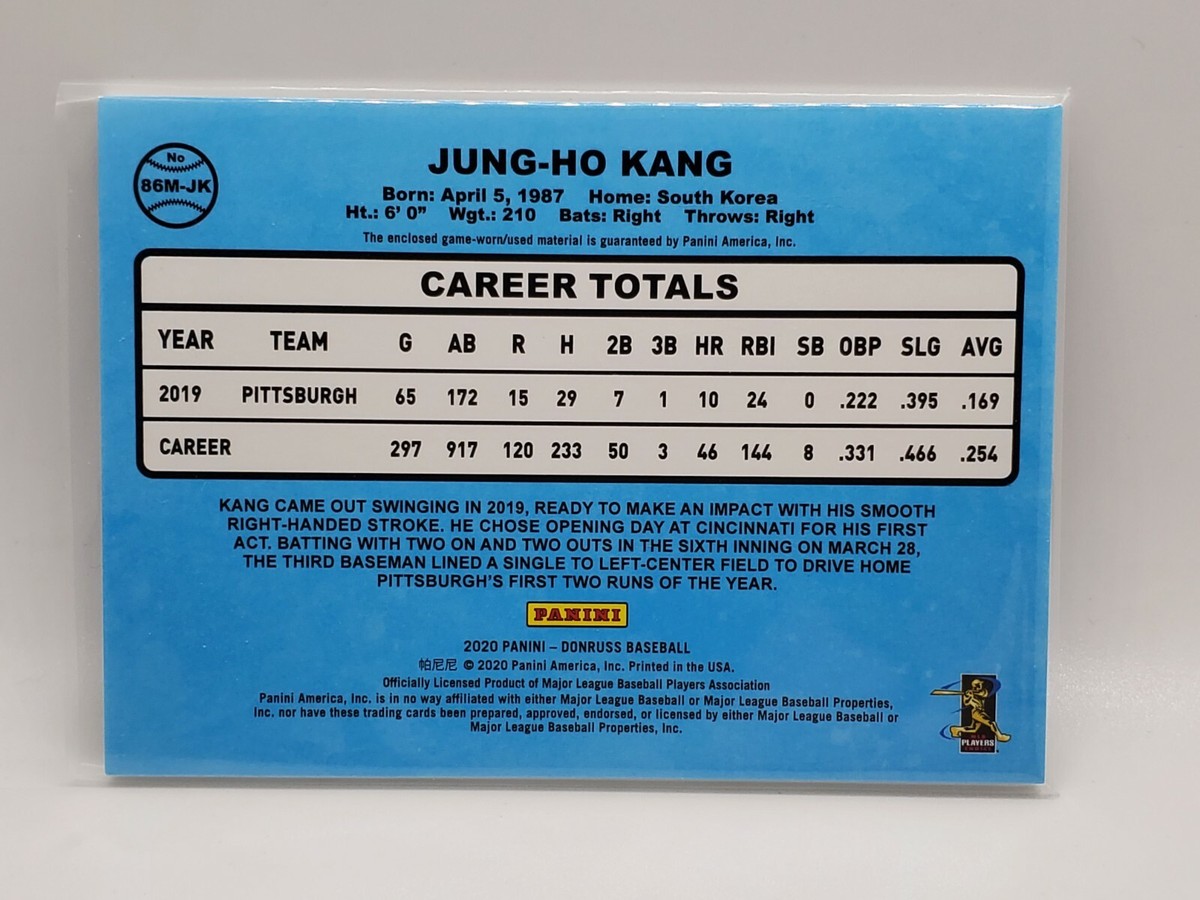 No
86M-JK
JUNG-HO KANG
Born: April 5, 1987 Home: South Korea
Ht.: 6' 0" Wgt.: 210 Bats: Right Throws: Right
The enclosed game-worn/used material is guaranteed by Panini America, Inc.
CAREER TOTALS
YEAR TEAM G AB R H 2B 3B HR RBI SB OBP SLG AVG
2019 PITTSBURGH 65 172 15 29 7 1 10 24 0 .222 .395 .169
CAREER 297 917 120 233 50 3 46 144 8 .331 .466 .254
KANG CAME OUT SWINGING IN 2019, READY TO MAKE AN IMPACT WITH HIS SMOOTH
RIGHT-HANDED STROKE. HE CHOSE OPENING DAY AT CINCINNATI FOR HIS FIRST
ACT. BATTING WITH TWO ON AND TWO OUTS IN THE SIXTH INNING ON MARCH 28,
THE THIRD BASEMAN LINED A SINGLE TO LEFT-CENTER FIELD TO DRIVE HOME
PITTSBURGH'S FIRST TWO RUNS OF THE YEAR.
PANINI
2020 PANINI – DONRUSS BASEBALL
帕尼尼 © 2020 Panini America, Inc. Printed in the USA.
Officially Licensed Product of Major League Baseball Players Association
Panini America, Inc. is in no way affiliated with either Major League Baseball or Major League Baseball Properties,
Inc. nor have these trading cards been prepared, approved, endorsed, or licensed by either Major League Baseball or
Major League Baseball Properties, Inc.
MLB
PLAYERS
CHOICE